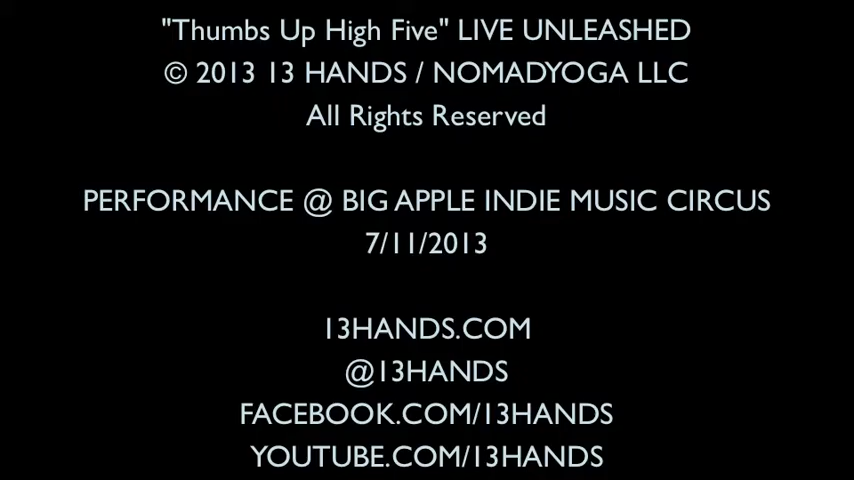 "Thumbs Up High Five" LIVE UNLEASHED
© 2013 13 HANDS / NOMADYOGA LLC
All Rights Reserved
PERFORMANCE @ BIG APPLE INDIE MUSIC CIRCUS
7/11/2013
13HANDS.COM
@13HANDS
FACEBOOK.COM/13HANDS
YOUTUBE.COM/13HANDS